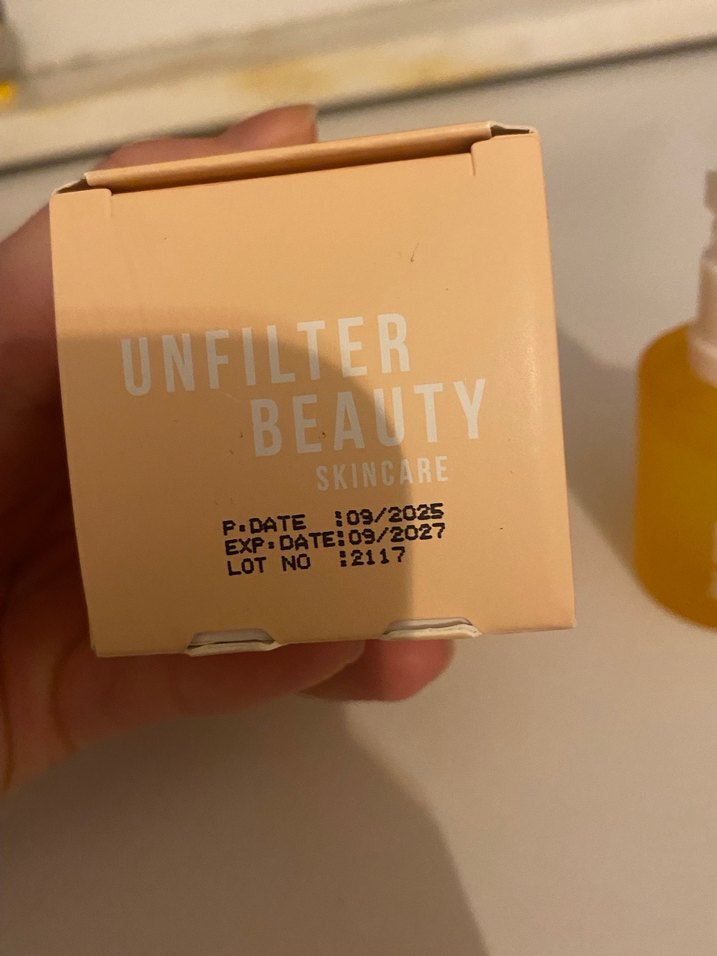 UNFILTER
BEAUTY
SKINCARE
P.DATE :09/2025
EXP.DATE:09/2027
LOT NO :2117